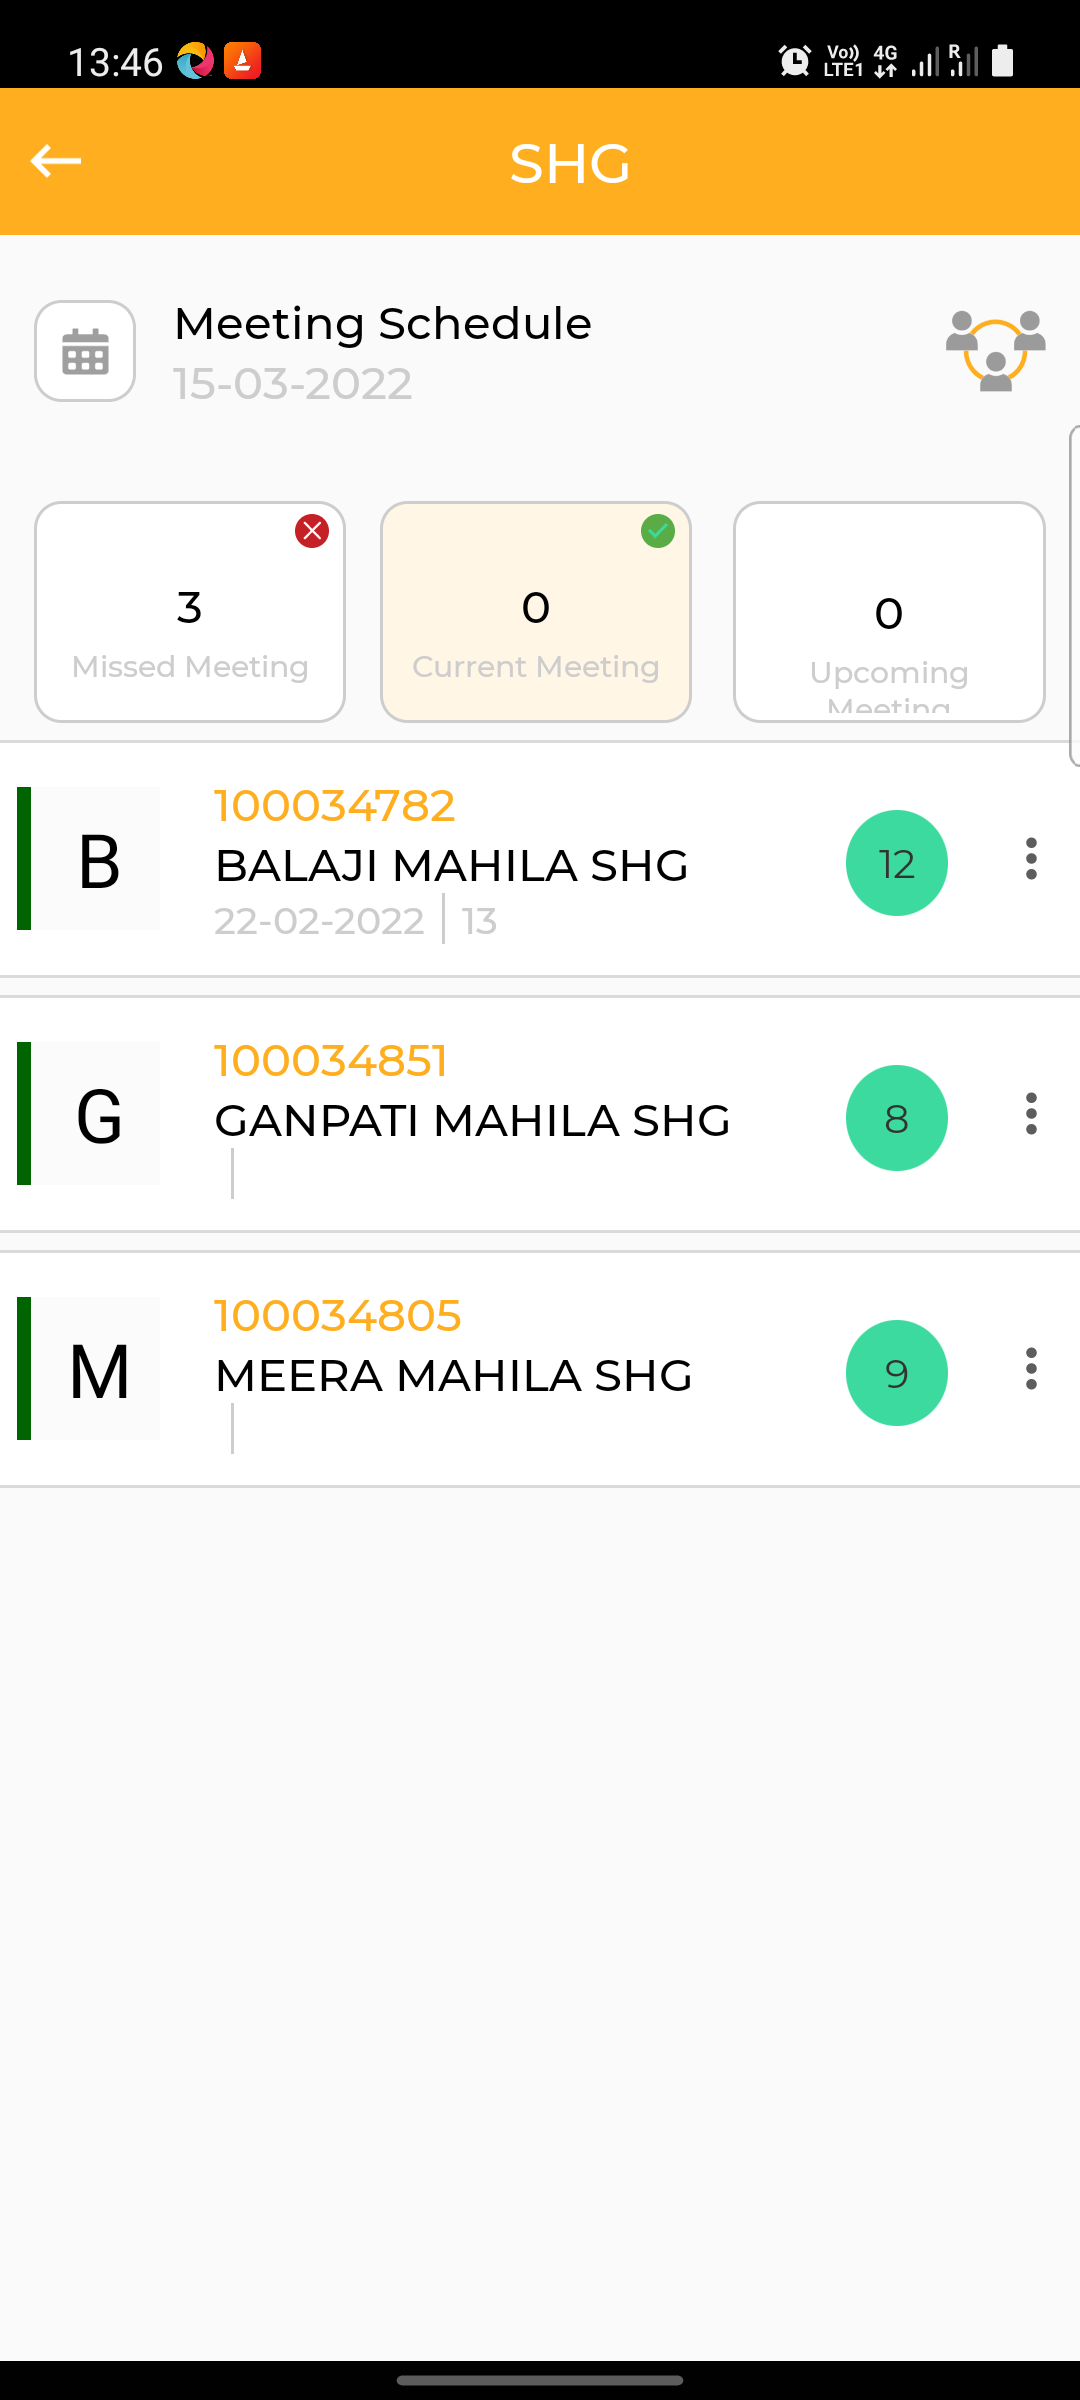 13:46
Vo)) LTE1 4G R
SHG
Meeting Schedule
15-03-2022
3
Missed Meeting
0
Current Meeting
0
Upcoming
Meeting
100034782
B
BALAJI MAHILA SHG
12
22-02-2022 | 13
100034851
G
GANPATI MAHILA SHG
8
|
100034805
M
MEERA MAHILA SHG
9
|